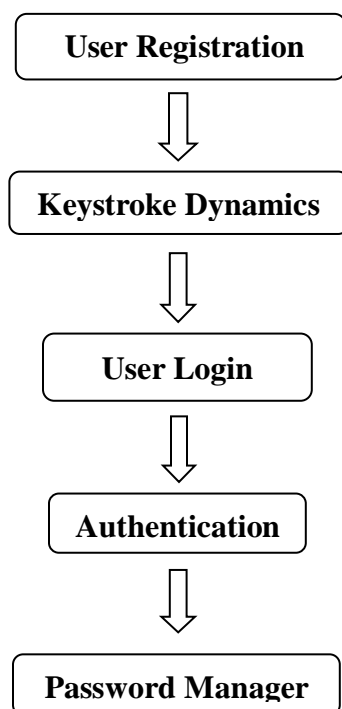 User Registration
Keystroke Dynamics
User Login
Authentication
Password Manager